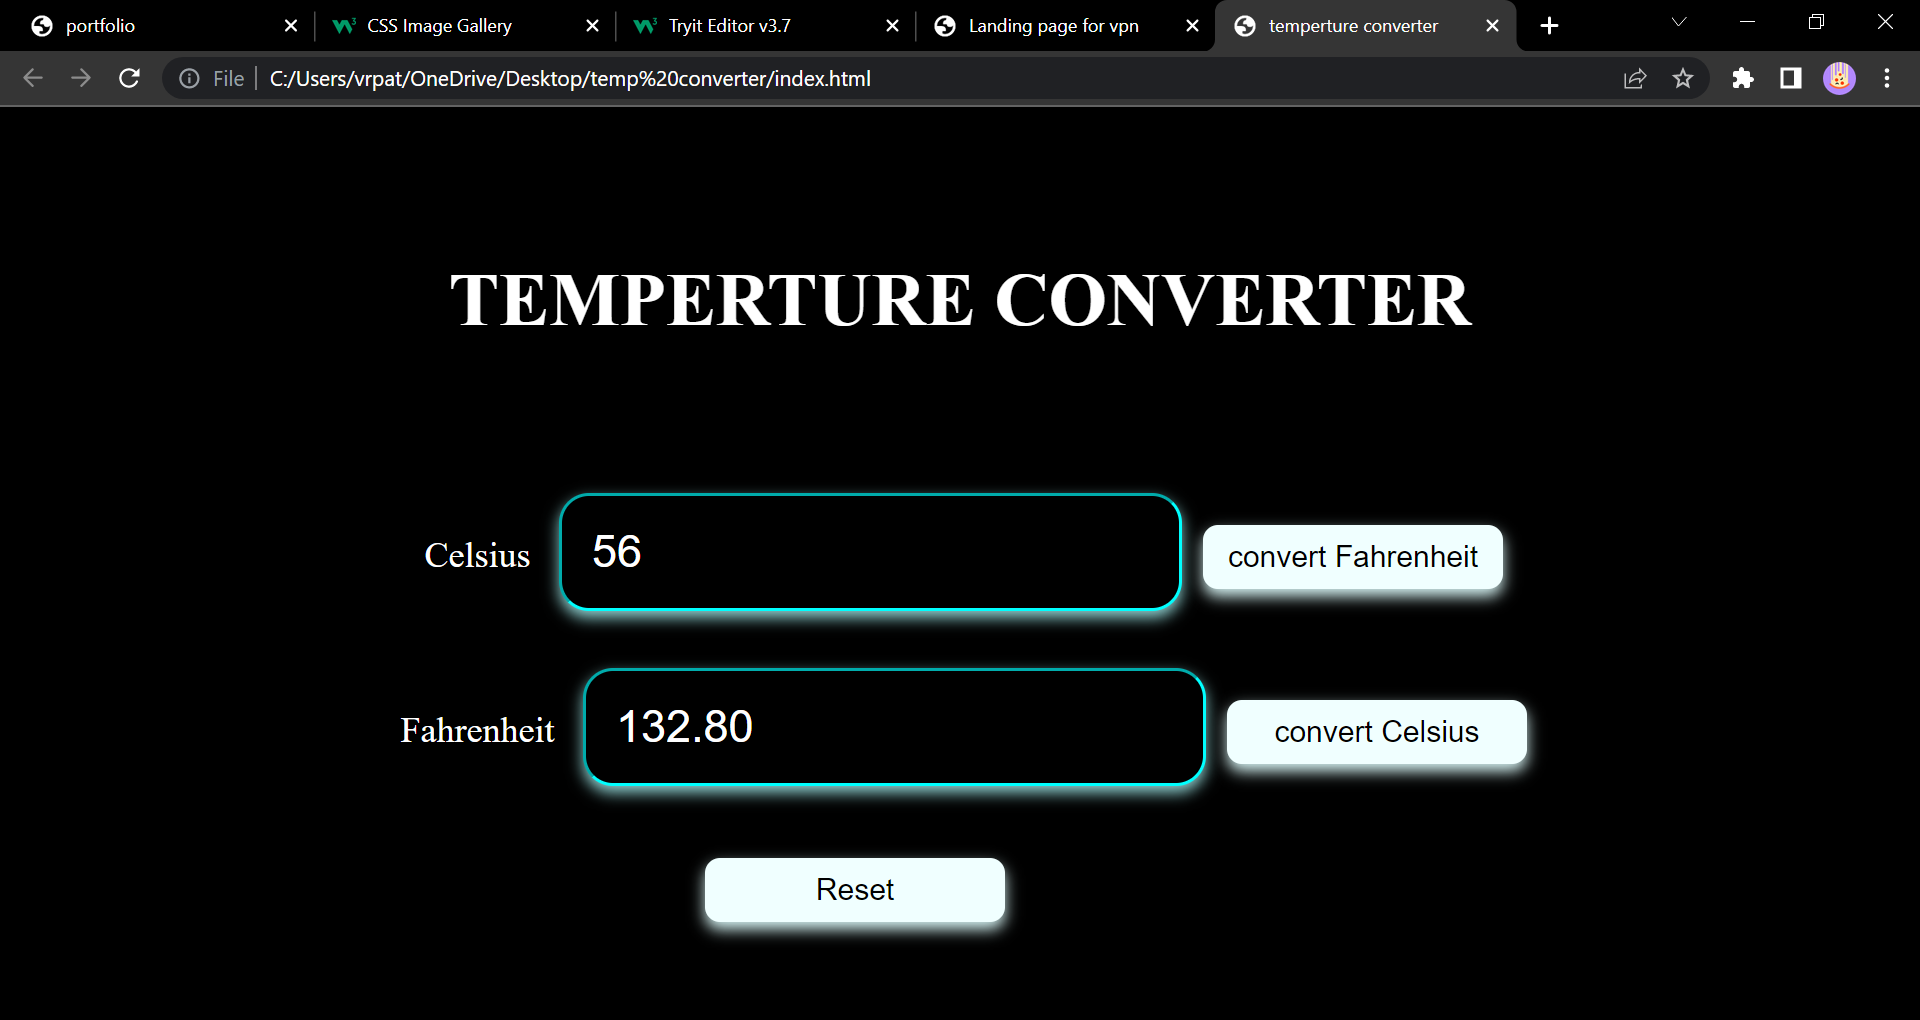 portfolio
CSS Image Gallery
Tryit Editor v3.7
Landing page for vpn
temperture converter
File
C:/Users/vrpat/OneDrive/Desktop/temp%20converter/index.html
TEMPERTURE CONVERTER
Celsius
56
convert Fahrenheit
Fahrenheit
132.80
convert Celsius
Reset